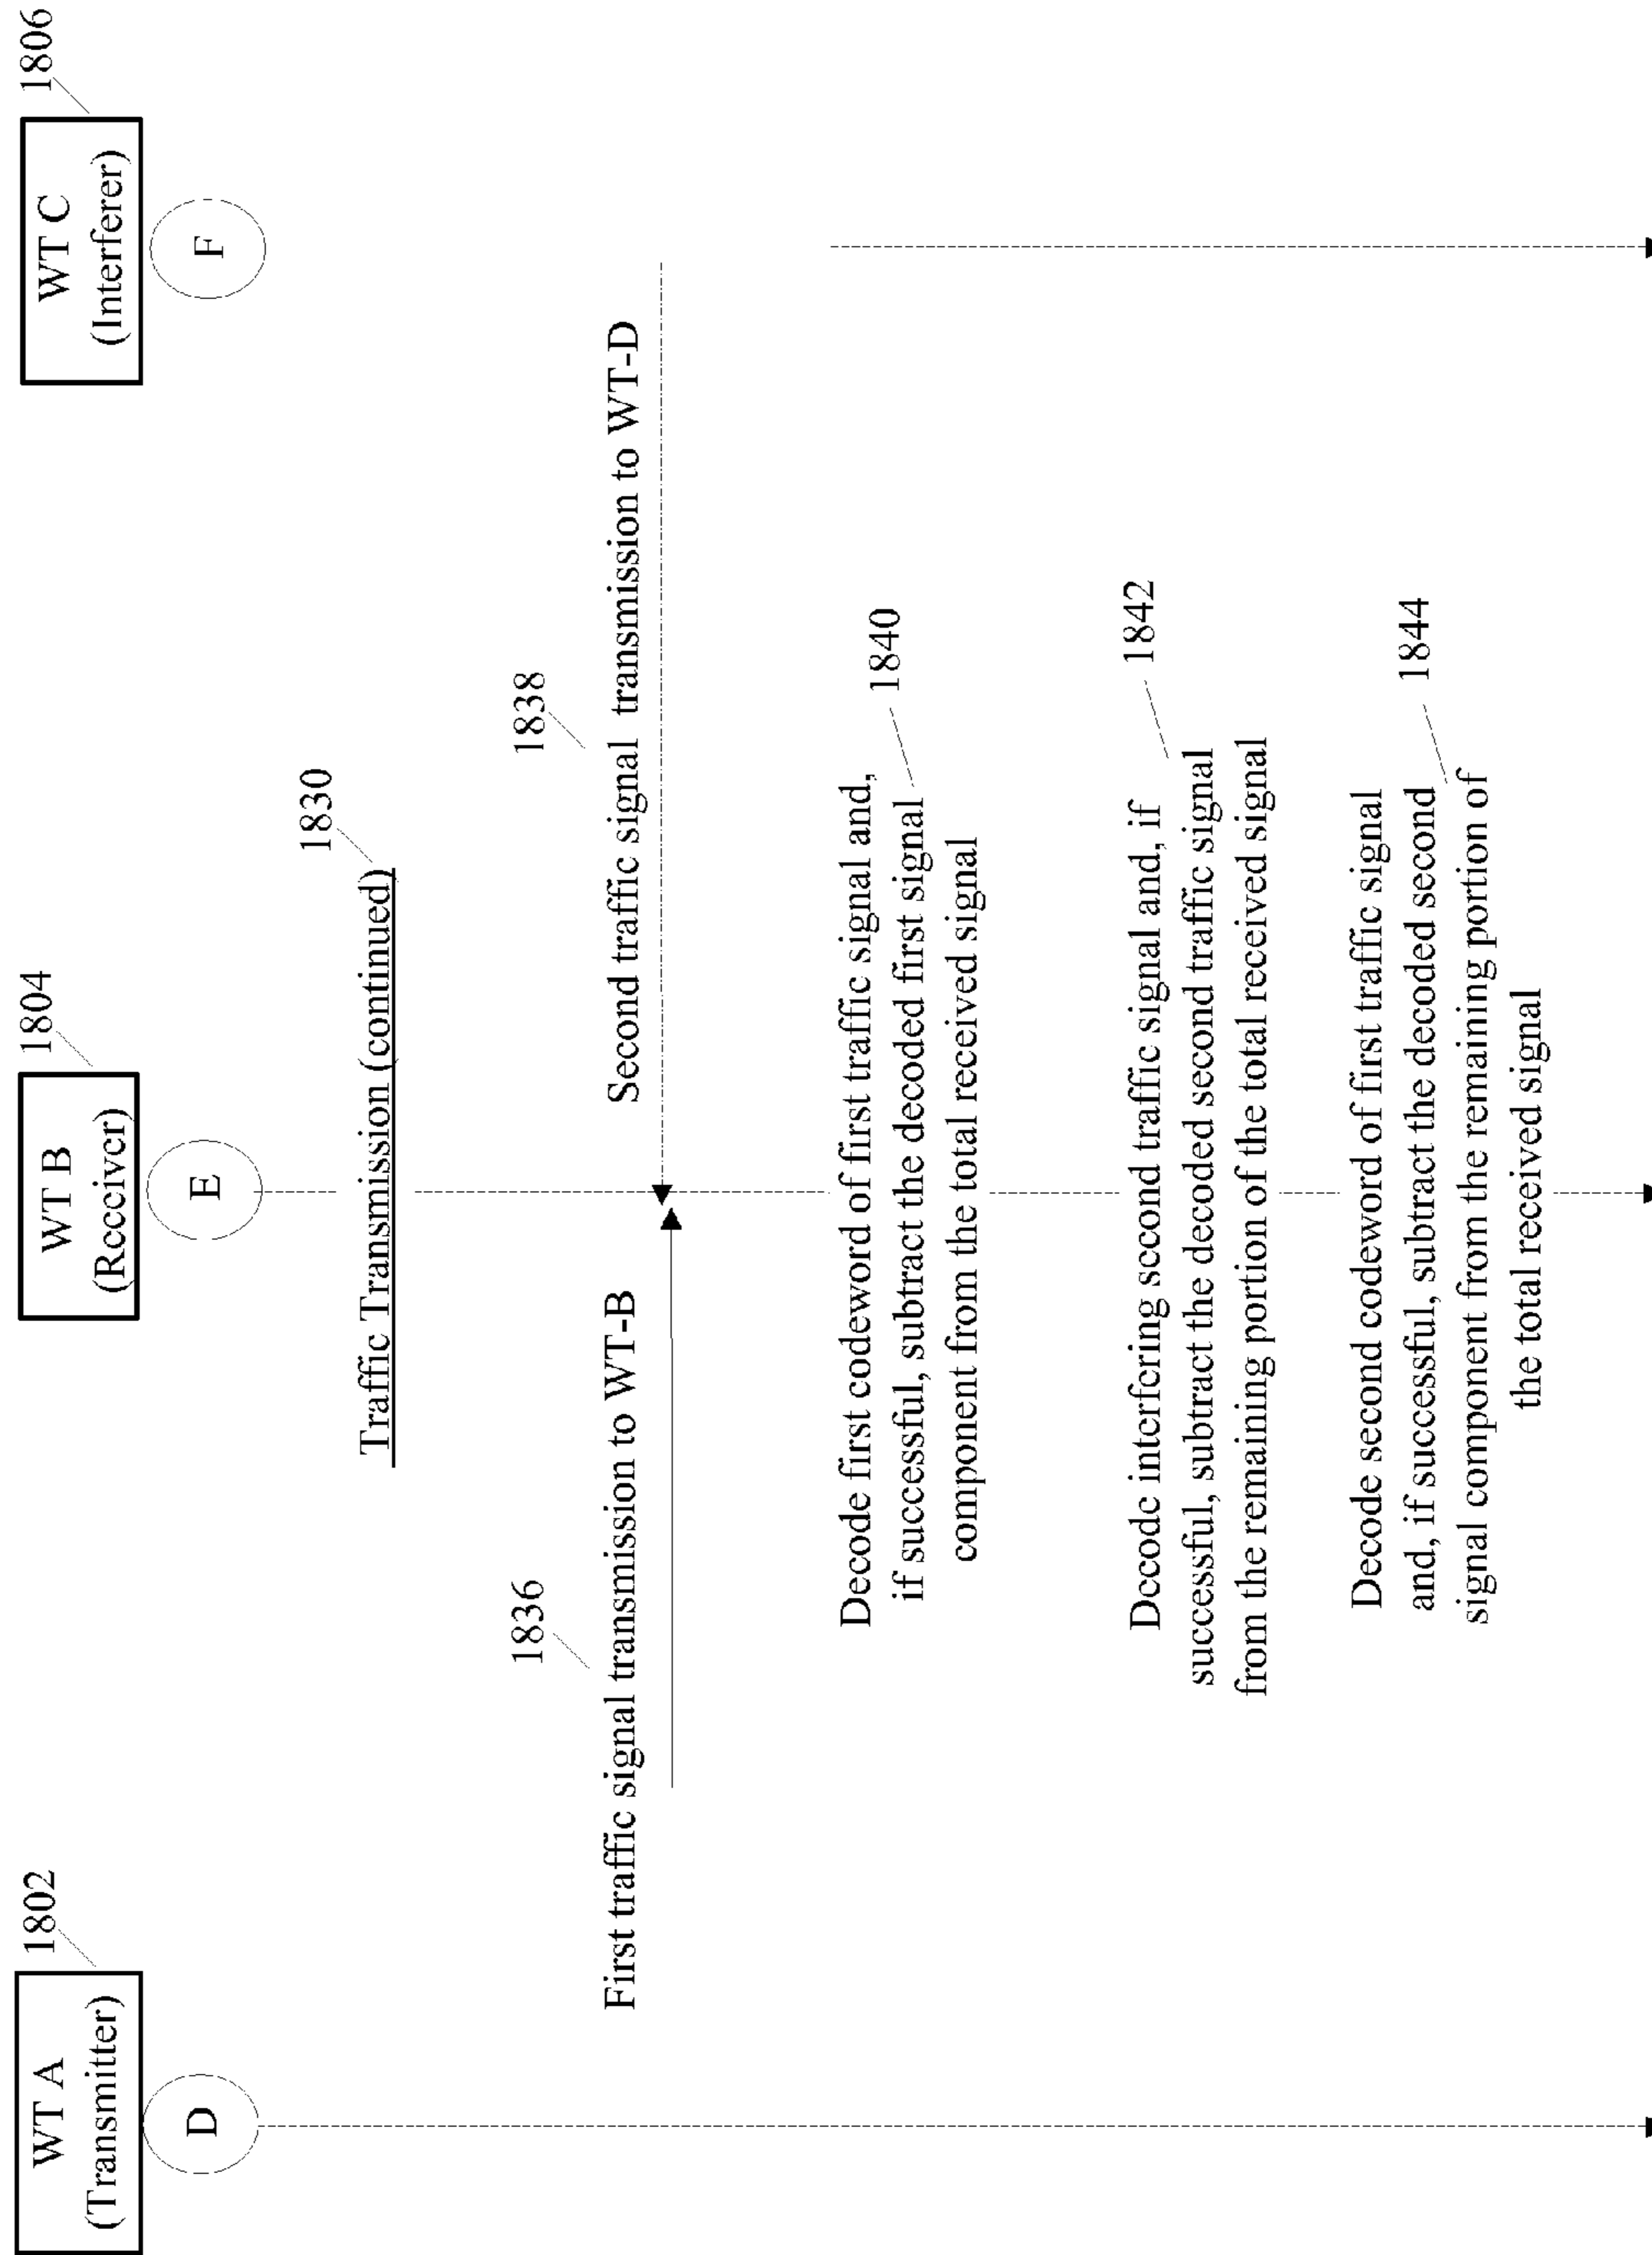 1802
WT A
(Transmitter)
D
1804
WT B
(Receiver)
E
1806
WT C
(Interferer)
F
1830
Traffic Transmission (continued)
1836
First traffic signal transmission to WT-B
1838
Second traffic signal transmission to WT-D
Decode first codeword of first traffic signal and,
if successful, subtract the decoded first signal
component from the total received signal
1840
Decode interfering second traffic signal and, if
successful, subtract the decoded second traffic signal
from the remaining portion of the total received signal
1842
Decode second codeword of first traffic signal
and, if successful, subtract the decoded second
signal component from the remaining portion of
the total received signal
1844